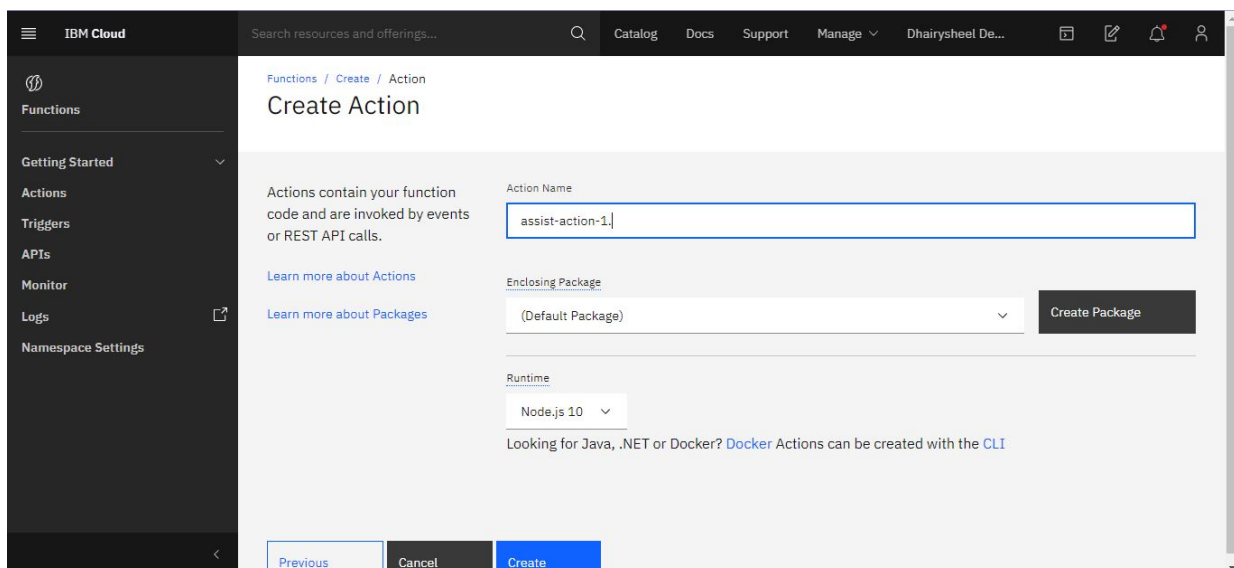 IBM Cloud
Search resources and offerings...
Catalog
Docs
Support
Manage
Dhairysheel De...
Functions
Getting Started
Actions
Triggers
APIs
Monitor
Logs
Namespace Settings
Functions / Create / Action
Create Action
Actions contain your function
code and are invoked by events
or REST API calls.
Learn more about Actions
Learn more about Packages
Action Name
assist-action-1.
Enclosing Package
(Default Package)
Create Package
Runtime
Node.js 10
Looking for Java, .NET or Docker? Docker Actions can be created with the CLI
Previous
Cancel
Create